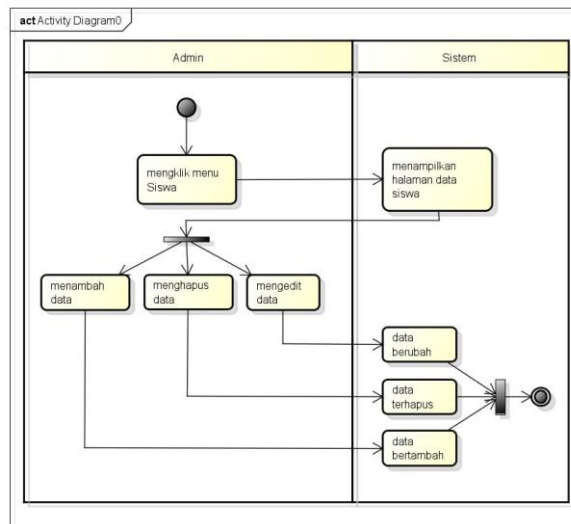 act Activity Diagram0
Admin
Sistem
mengklik menu
Siswa
menampilkan
halaman data
siswa
menambah
data
menghapus
data
mengedit
data
data
berubah
data
terhapus
data
bertambah